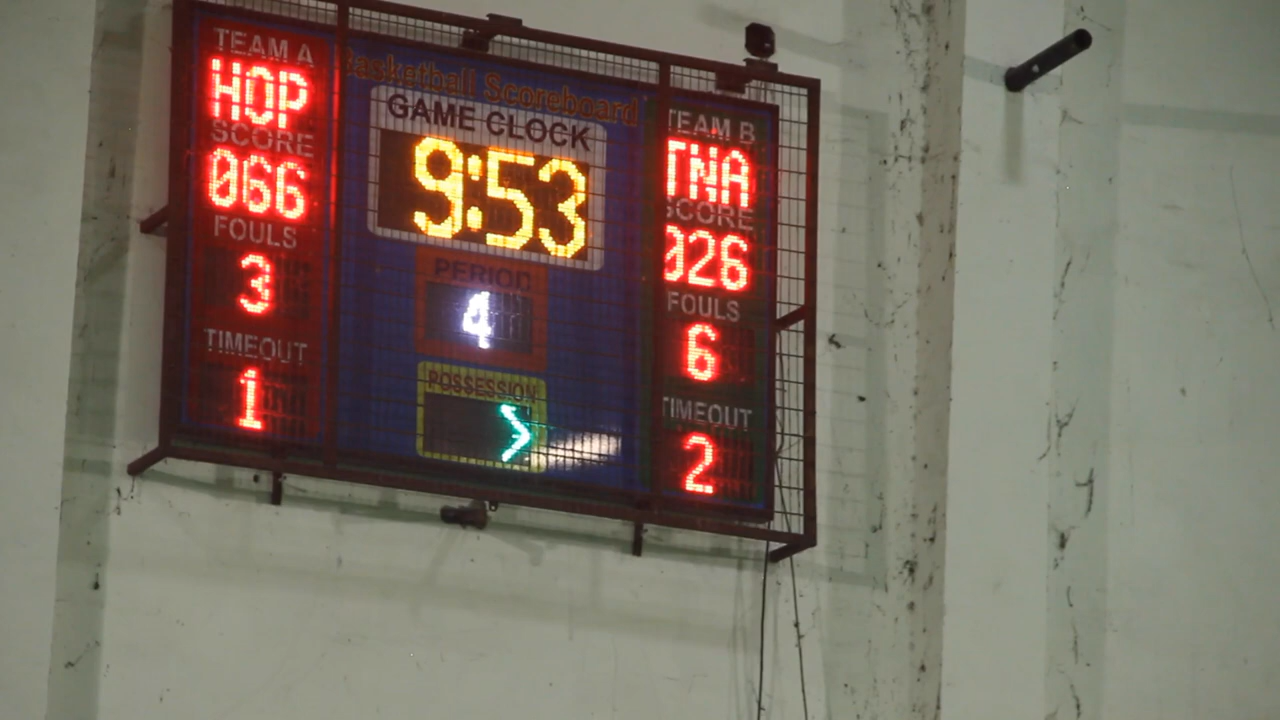 Basketball Scoreboard
TEAM A
HOP
SCORE
066
FOULS
3
TIMEOUT
1
GAME CLOCK
9:53
PERIOD
4
POSSESSION
>
TEAM B
TNA
SCORE
026
FOULS
6
TIMEOUT
2